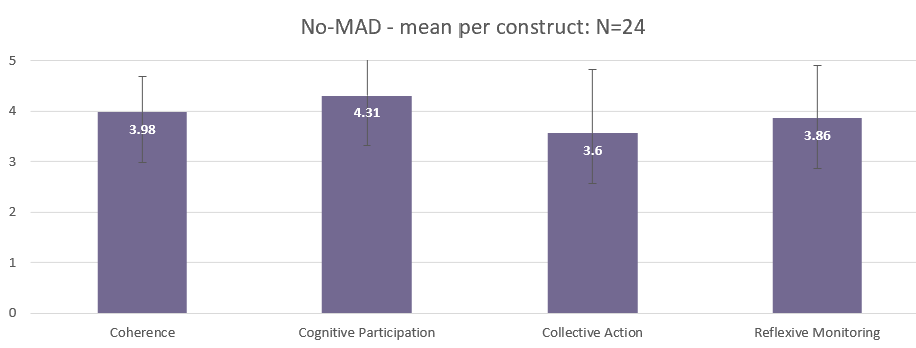 No-MAD - mean per construct: N=24
5
4
3
2
1
0
3.98
4.31
3.6
3.86
Coherence
Cognitive Participation
Collective Action
Reflexive Monitoring